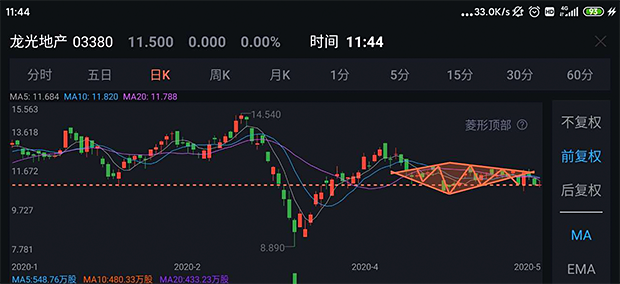 11:44
...33.0K/s HD 4G 93
龙光地产 03380 11.500 0.000 0.00% 时间 11:44
分时 五日 日K 周K 月K 1分 5分 15分 30分 60分
MA5: 11.684 MA10: 11.820 MA20: 11.788
15.563
14.540
菱形顶部 ?
不复权
13.618
前复权
11.672
后复权
9.727
MA
8.890
7.781
2020-1 2020-2 2020-4 2020-5
EMA
MA5:548.76万股 MA10:480.33万股 MA20:433.23万股